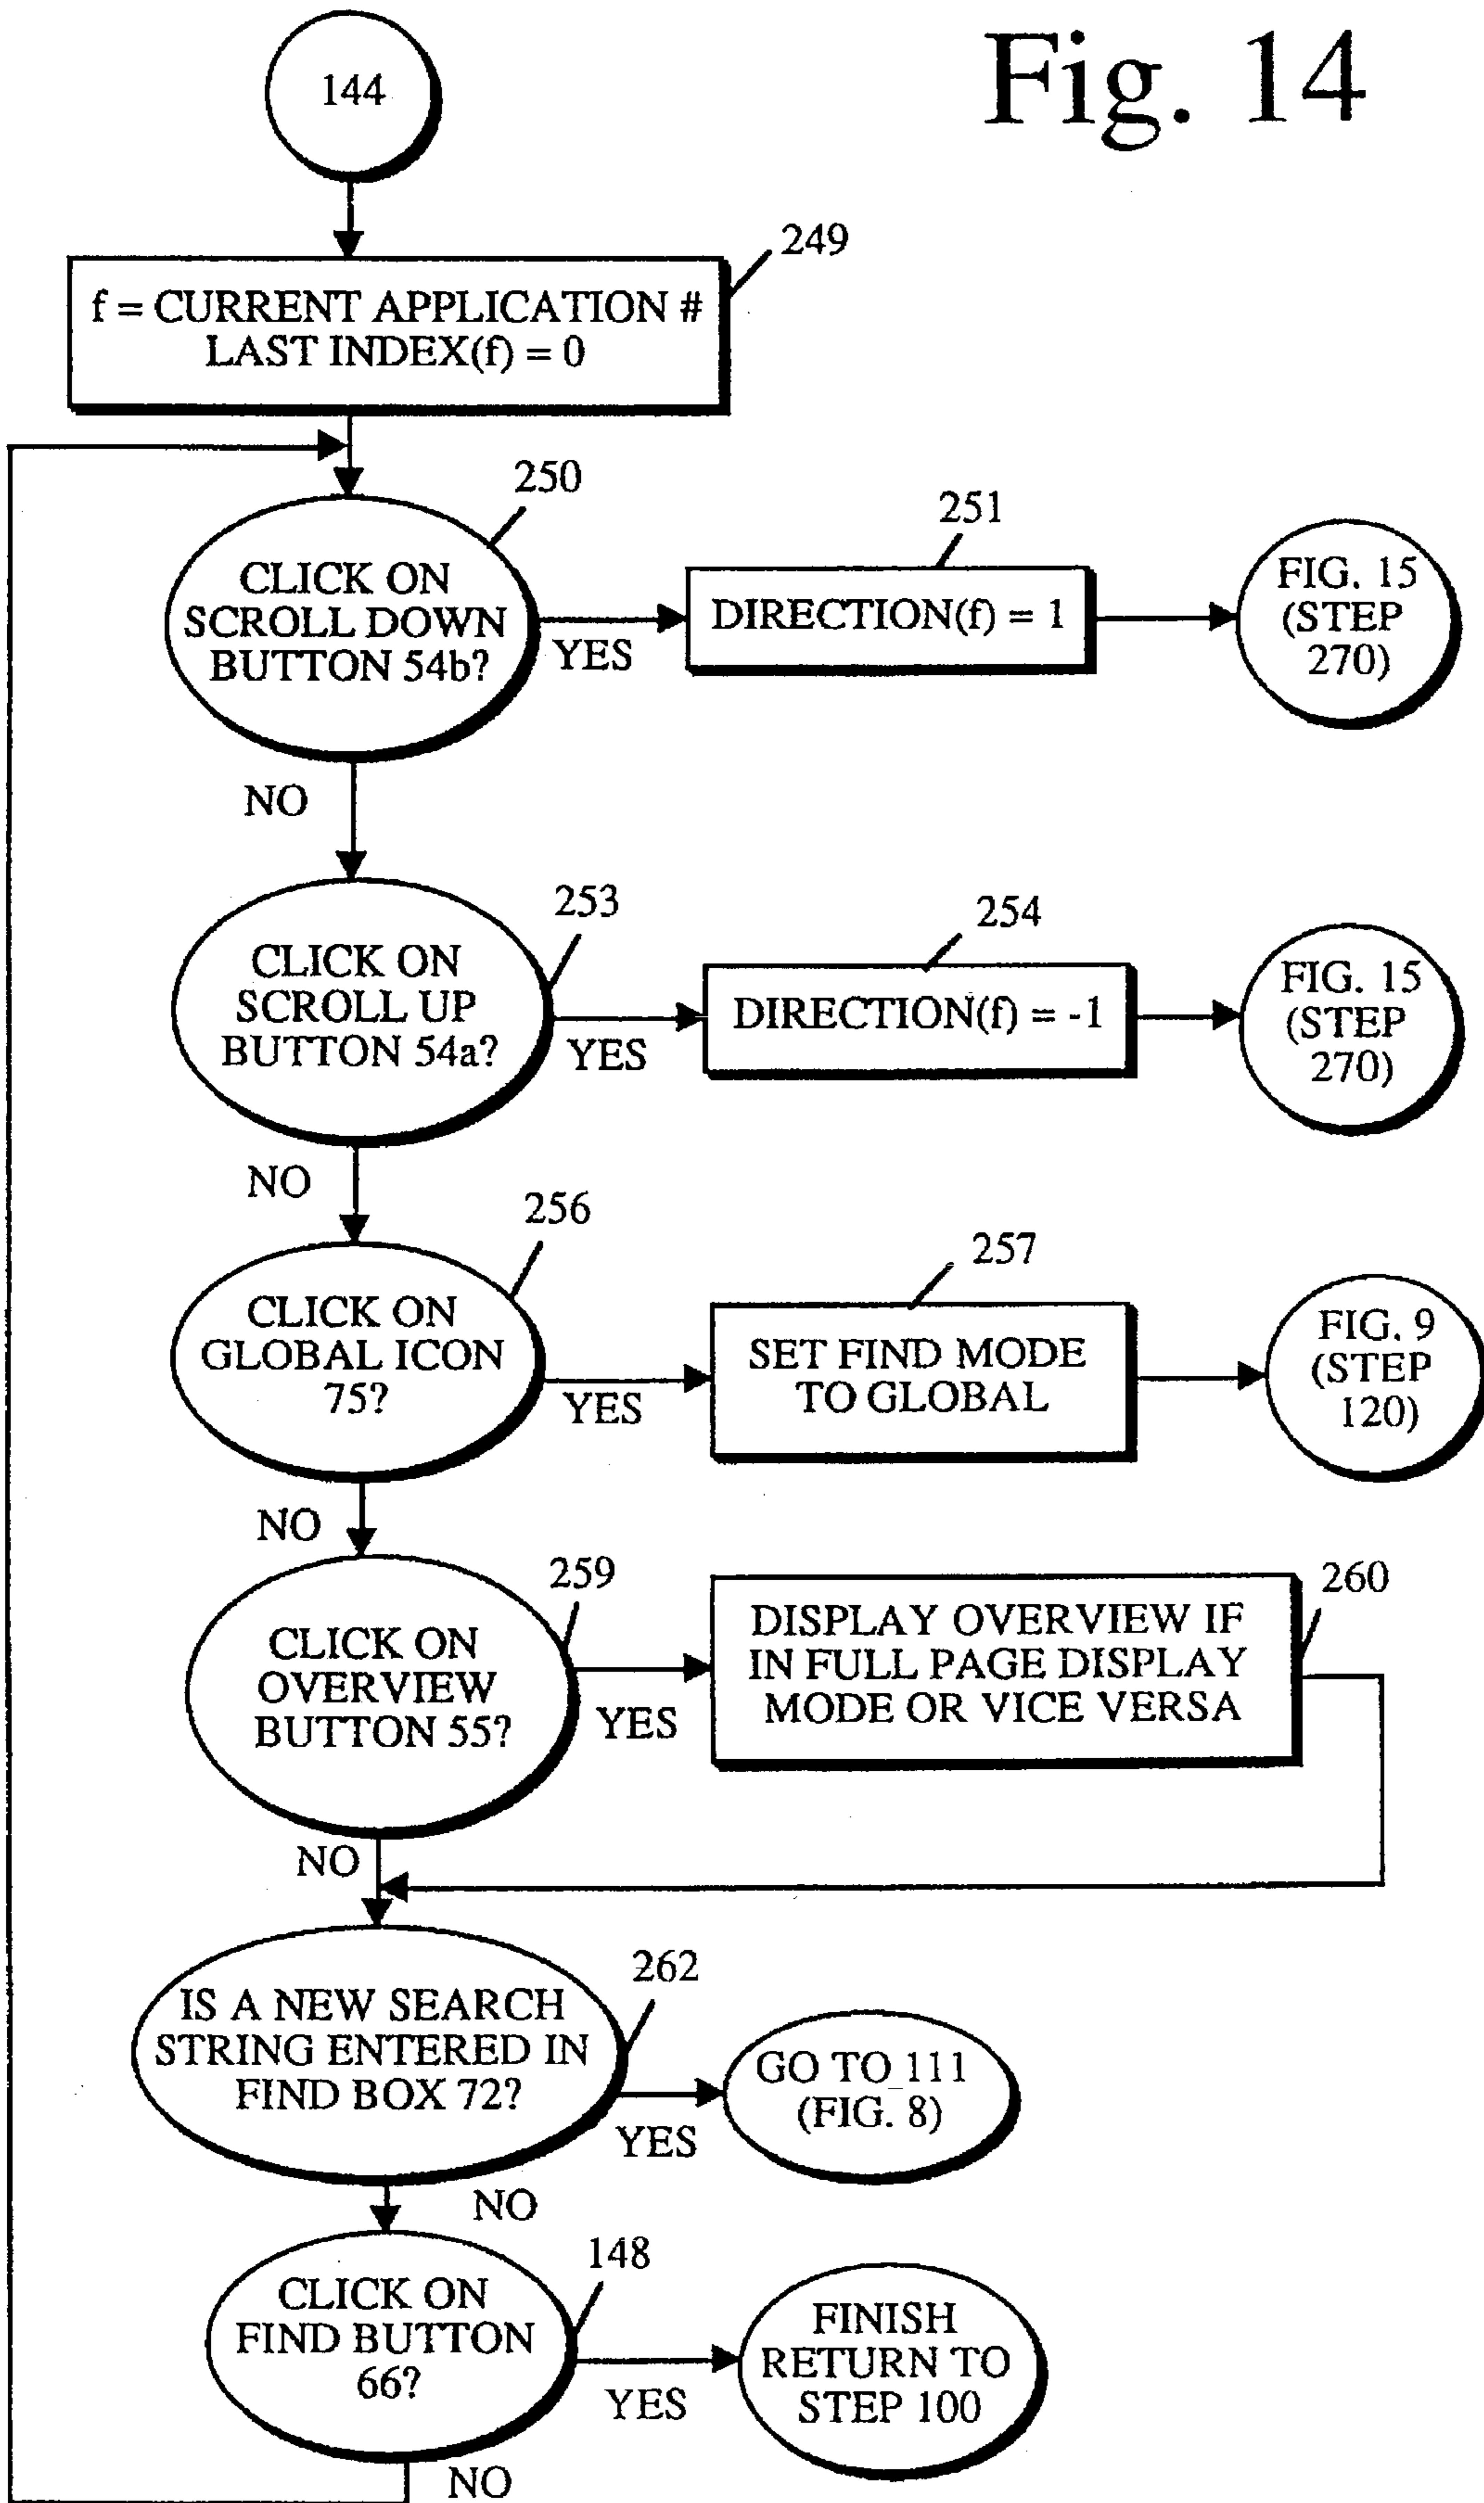 Fig. 14
144
249
f = CURRENT APPLICATION #
LAST INDEX(f) = 0
250
CLICK ON
SCROLL DOWN
BUTTON 54b?
YES
251
DIRECTION(f) = 1
FIG. 15
(STEP
270)
NO
253
CLICK ON
SCROLL UP
BUTTON 54a?
YES
254
DIRECTION(f) = -1
FIG. 15
(STEP
270)
NO
256
CLICK ON
GLOBAL ICON
75?
YES
257
SET FIND MODE
TO GLOBAL
FIG. 9
(STEP
120)
NO
259
CLICK ON
OVERVIEW
BUTTON 55?
YES
260
DISPLAY OVERVIEW IF
IN FULL PAGE DISPLAY
MODE OR VICE VERSA
NO
262
IS A NEW SEARCH
STRING ENTERED IN
FIND BOX 72?
YES
GO TO 111
(FIG. 8)
NO
148
CLICK ON
FIND BUTTON
66?
YES
FINISH
RETURN TO
STEP 100
NO